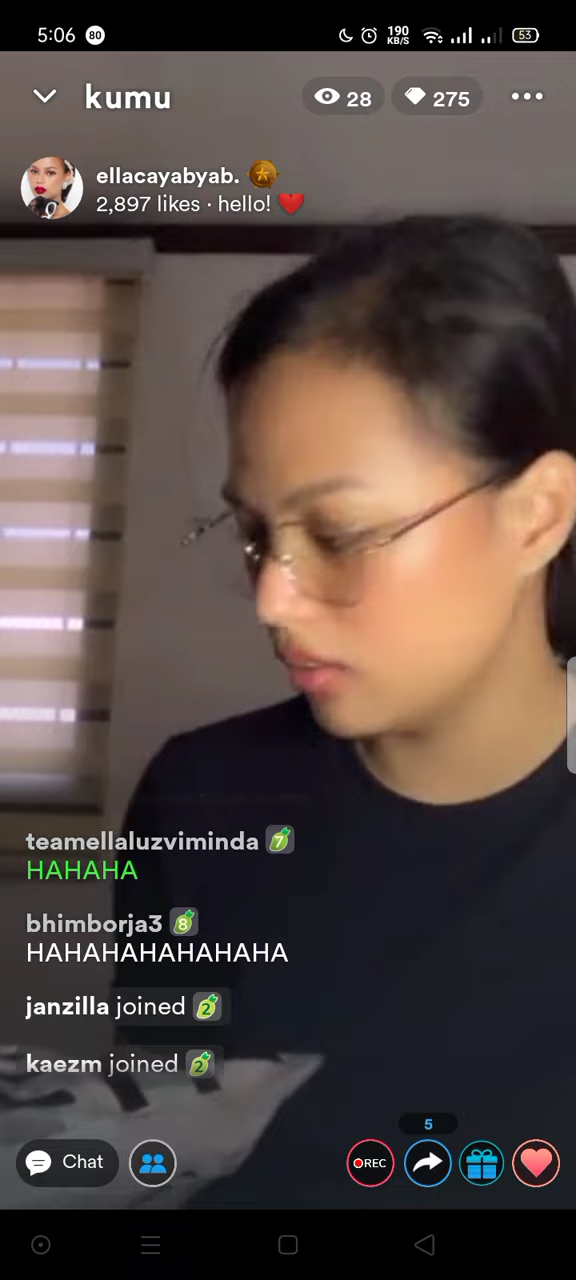 5:06 80 190 KB/S 53
kumu 28 275
ellacayabyab.
2,897 likes · hello! ❤️
teamellaluzviminda 7
HAHAHA
bhimborja3 8
HAHAHAHAHAHAHA
janzilla joined 2
kaezm joined 2
5
Chat REC